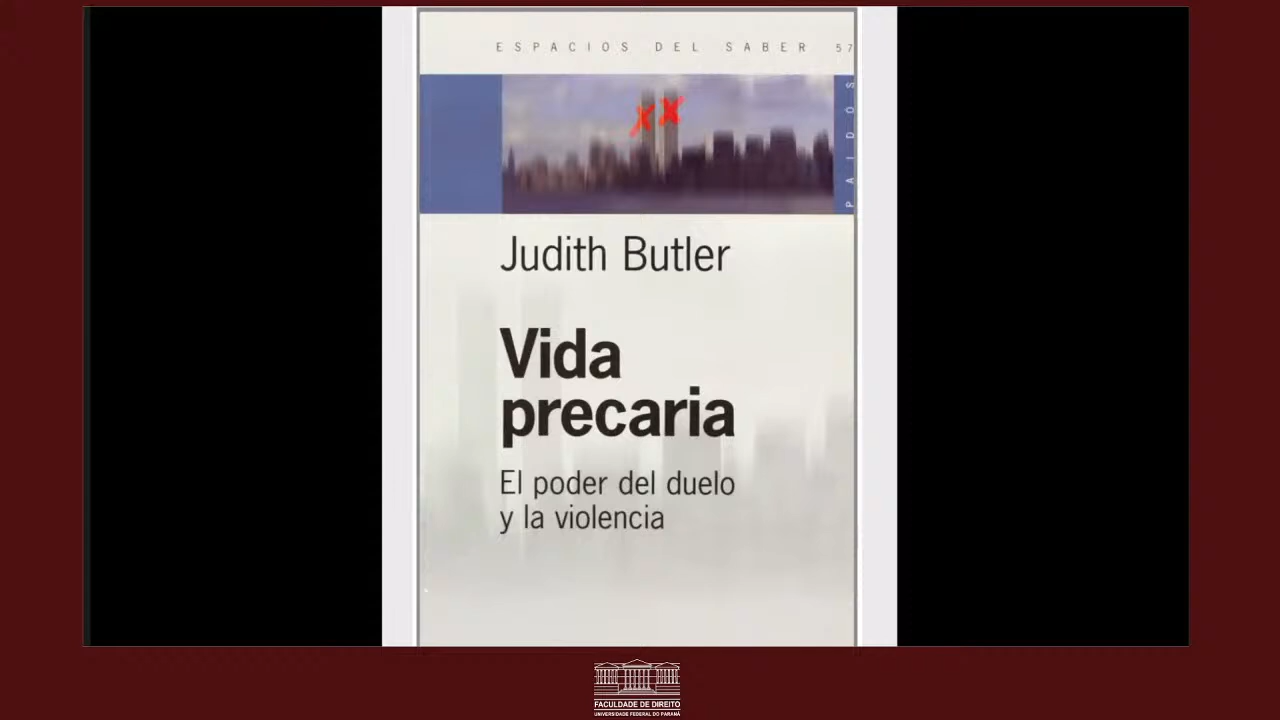 ESPACIOS DEL SABER 57
PAIDÓS
Judith Butler
Vida
precaria
El poder del duelo
y la violencia
FACULDADE DE DIREITO
UNIVERSIDADE FEDERAL DO PARANÁ